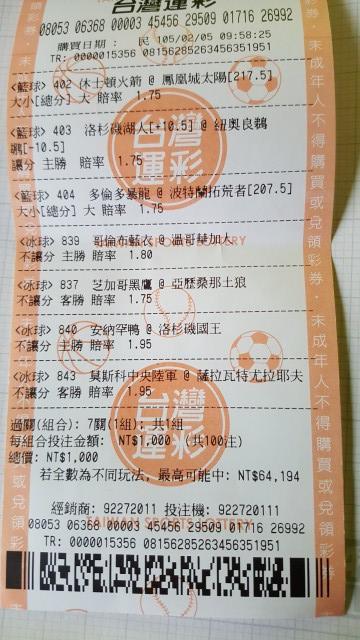 台灣運彩
08053 06368 00003 45456 29509 01716 26992
購買日期: 民 105/02/05 09:58:25
TR: 0000015356 08156285263456351951
<籃球> 402 休士頓火箭 @ 鳳凰城太陽[217.5]
大小[總分] 大 賠率 1.75
<籃球> 403 洛杉磯湖人[+10.5] @ 紐奧良鵜
鶘[-10.5]
讓分 主勝 賠率 1.75
<籃球> 404 多倫多暴龍 @ 波特蘭拓荒者[207.5]
大小[總分] 大 賠率 1.75
<冰球> 839 哥倫布藍衣 @ 溫哥華加人
不讓分 主勝 賠率 1.80
<冰球> 837 芝加哥黑鷹 @ 亞歷桑那土狼
不讓分 客勝 賠率 1.75
<冰球> 840 安納罕鴨 @ 洛杉磯國王
不讓分 主勝 賠率 1.95
<冰球> 843 莫斯科中央陸軍 @ 薩拉瓦特尤拉耶夫
不讓分 客勝 賠率 1.95
過關(組合): 7關(1組); 共1組
每組合投注金額: NT$1,000 (共100注)
總價: NT$1,000
若全數為不同玩法, 最高可能中: NT$64,194
經銷商: 92272011 投注機: 922720111
08053 06368 00003 45456 29509 01716 26992
TR: 0000015356 08156285263456351951
台灣運彩
台灣運彩
未成年人不得購買或兌領彩券